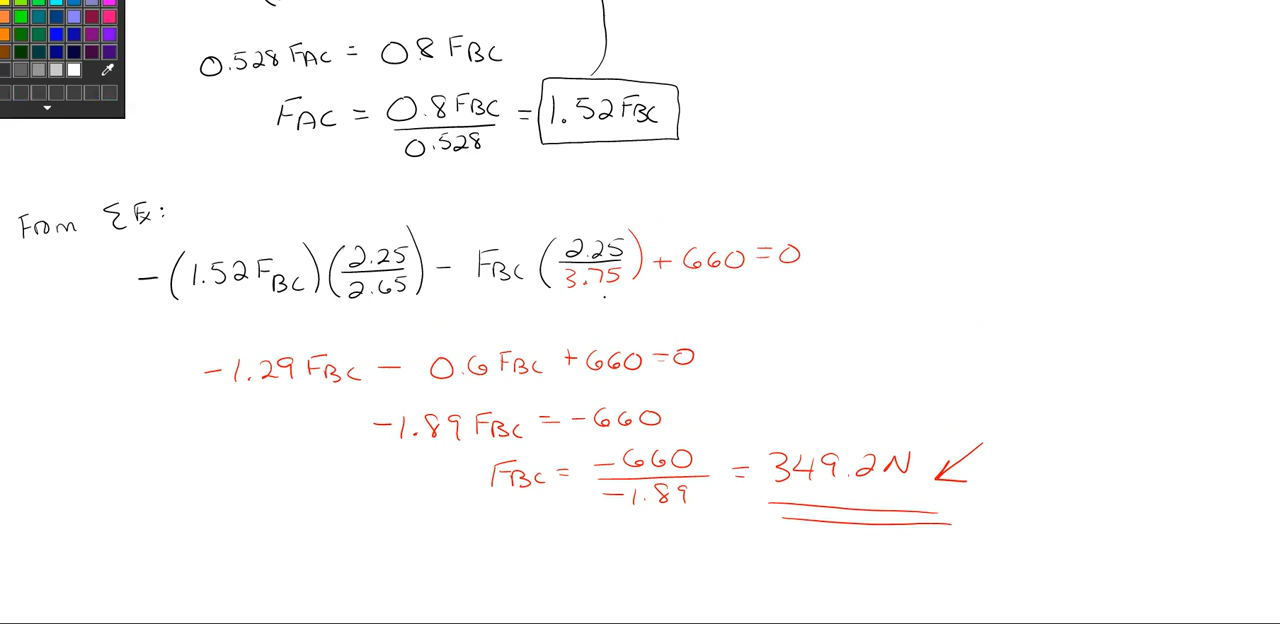 0.528 FAC = 0.8 FBC
FAC = 0.8 FBC / 0.528 = 1.52 FBC
From ΣFx:
-(1.52 FBC)(2.25/2.65) - FBC (2.25/3.75) + 660 = 0
-1.29 FBC - 0.6 FBC + 660 = 0
-1.89 FBC = -660
FBC = -660 / -1.89 = 349.2 N ↙